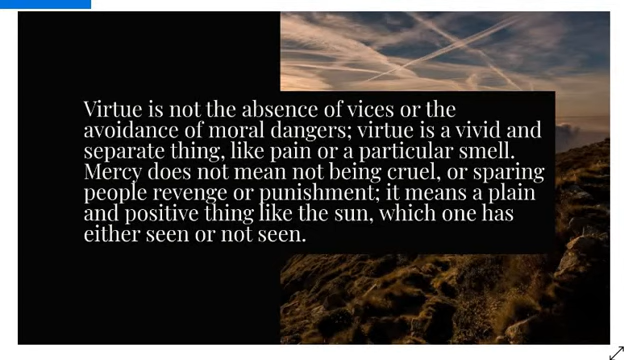 Virtue is not the absence of vices or the
avoidance of moral dangers; virtue is a vivid and
separate thing, like pain or a particular smell.
Mercy does not mean not being cruel, or sparing
people revenge or punishment; it means a plain
and positive thing like the sun, which one has
either seen or not seen.